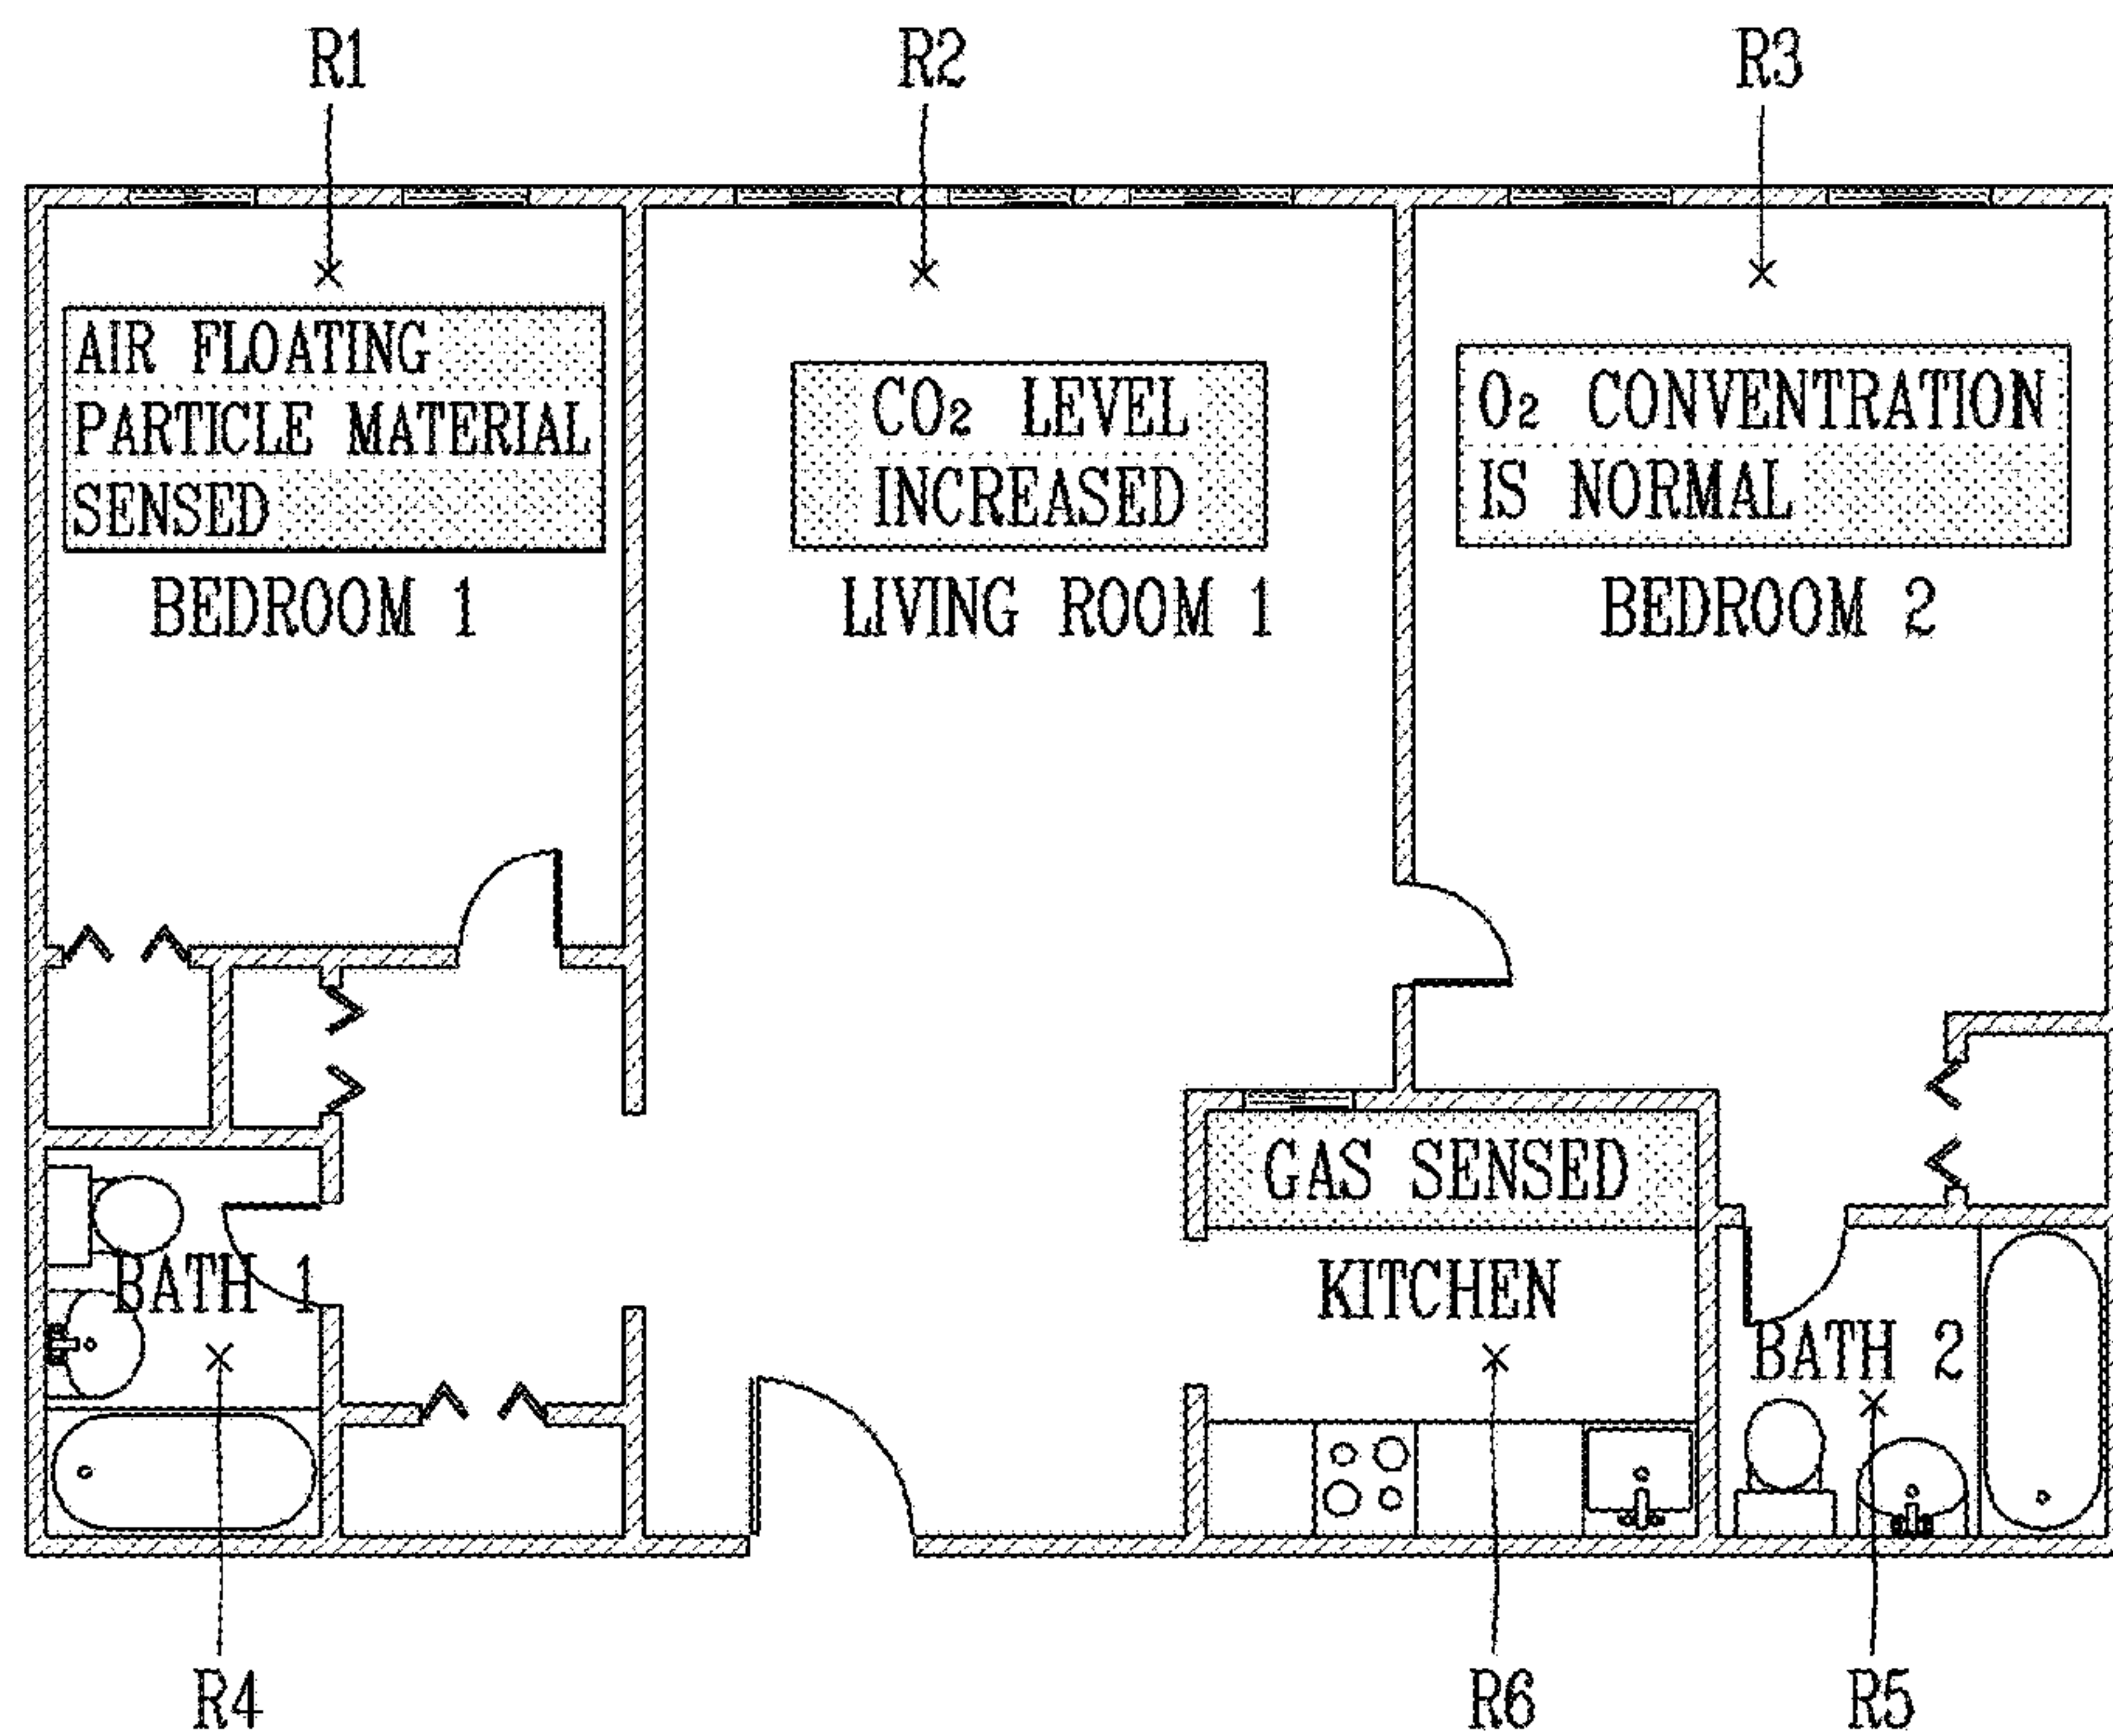 R1
R2
R3
AIR FLOATING
PARTICLE MATERIAL
SENSED
BEDROOM 1
CO₂ LEVEL
INCREASED
LIVING ROOM 1
O₂ CONVENTRATION
IS NORMAL
BEDROOM 2
GAS SENSED
KITCHEN
BATH 1
BATH 2
R4
R6
R5